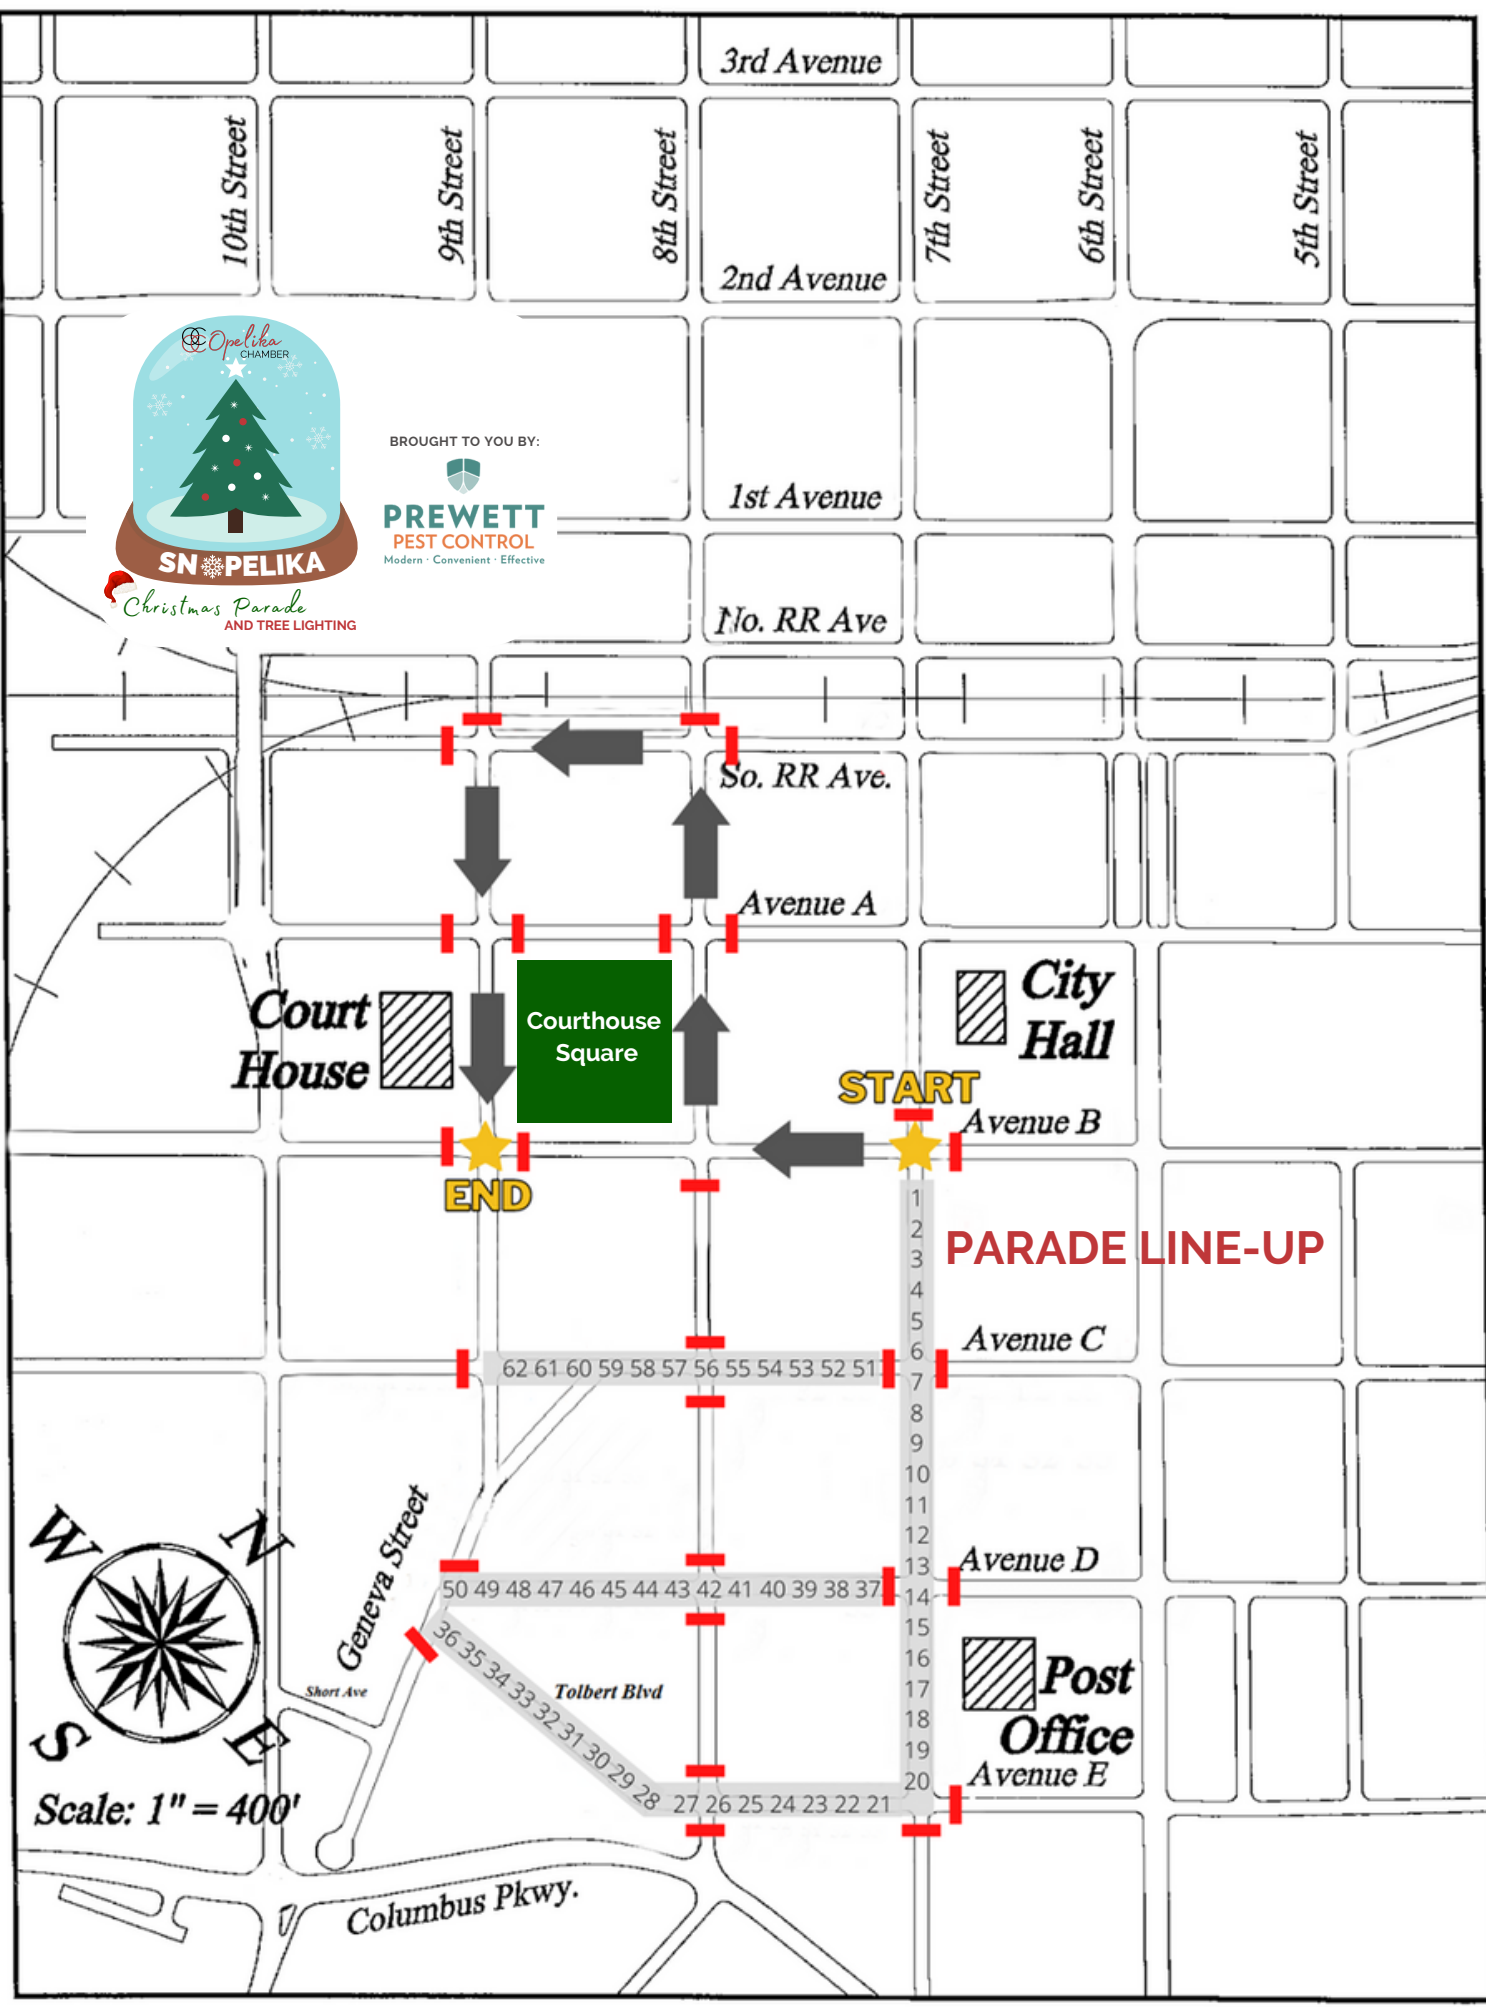 3rd Avenue
10th Street
9th Street
8th Street
7th Street
6th Street
5th Street
2nd Avenue
Opelika
CHAMBER
SNOPELIKA
Christmas Parade
AND TREE LIGHTING
BROUGHT TO YOU BY:
PREWETT
PEST CONTROL
Modern · Convenient · Effective
1st Avenue
No. RR Ave
So. RR Ave.
Avenue A
Court
House
Courthouse
Square
City
Hall
START
Avenue B
END
PARADE LINE-UP
1
2
3
4
5
6
7
8
9
10
11
12
13
14
15
16
17
18
19
20
Avenue C
62 61 60 59 58 57 56 55 54 53 52 51
Avenue D
50 49 48 47 46 45 44 43 42 41 40 39 38 37
Geneva Street
36 35 34 33 32 31 30 29 28
Tolbert Blvd
Short Ave
Post
Office
Avenue E
27 26 25 24 23 22 21
W
N
S
E
Scale: 1" = 400'
Columbus Pkwy.